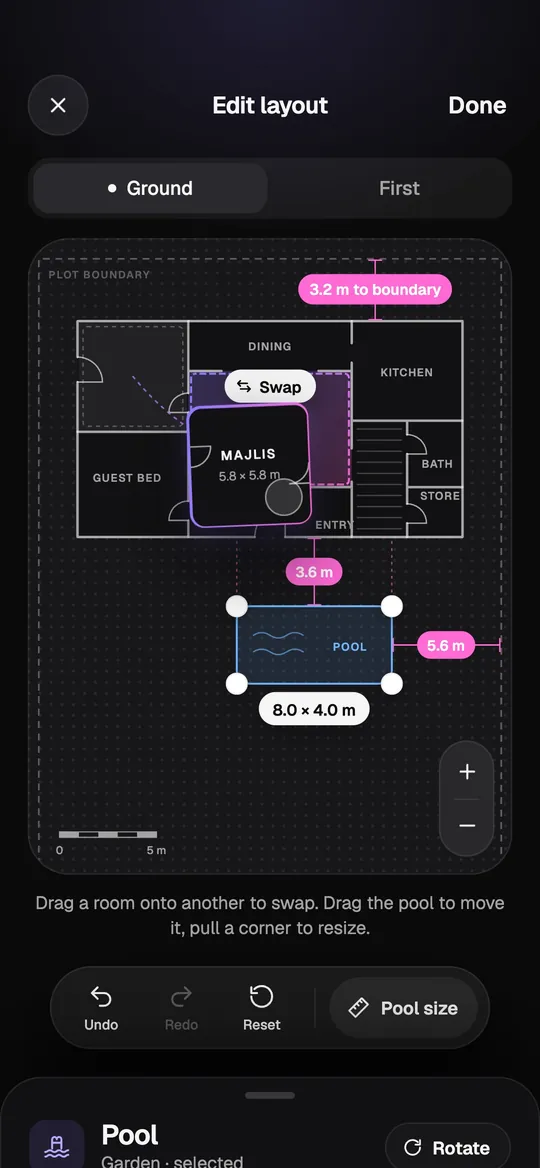 Edit layout
Done
Ground
First
PLOT BOUNDARY
3.2 m to boundary
DINING
KITCHEN
Swap
MAJLIS
5.8 × 5.8 m
GUEST BED
BATH
STORE
ENTRY
3.6 m
POOL
5.6 m
8.0 × 4.0 m
0
5 m
Drag a room onto another to swap. Drag the pool to move
it, pull a corner to resize.
Undo
Redo
Reset
Pool size
Pool
Rotate
Garden · selected